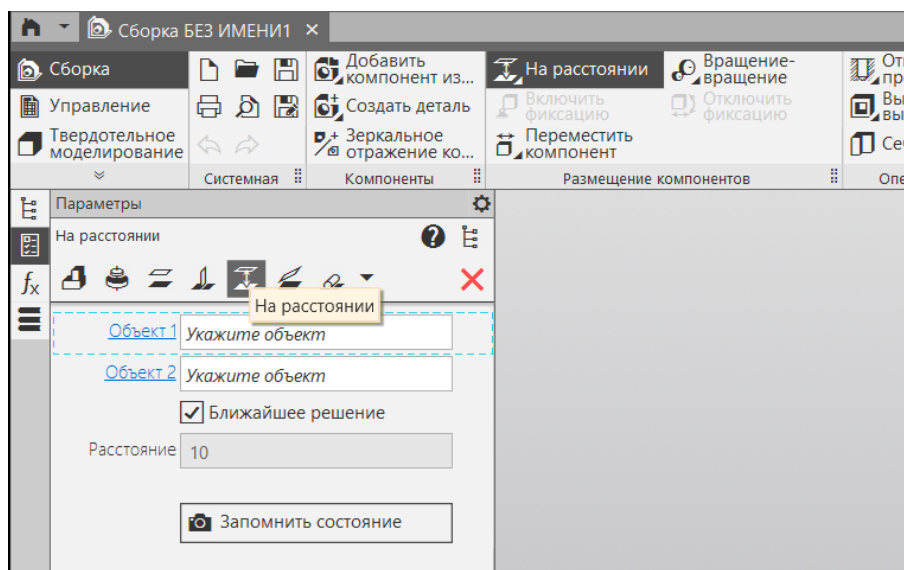 Сборка БЕЗ ИМЕНИ1
Сборка
Управление
Твердотельное
моделирование
Системная
Добавить
компонент из...
Создать деталь
Зеркальное
отражение ко...
Компоненты
На расстоянии
Вращение-
вращение
Включить
фиксацию
Отключить
фиксацию
Переместить
компонент
Размещение компонентов
Параметры
На расстоянии
fx
На расстоянии
Объект 1 Укажите объект
Объект 2 Укажите объект
Ближайшее решение
Расстояние 10
Запомнить состояние